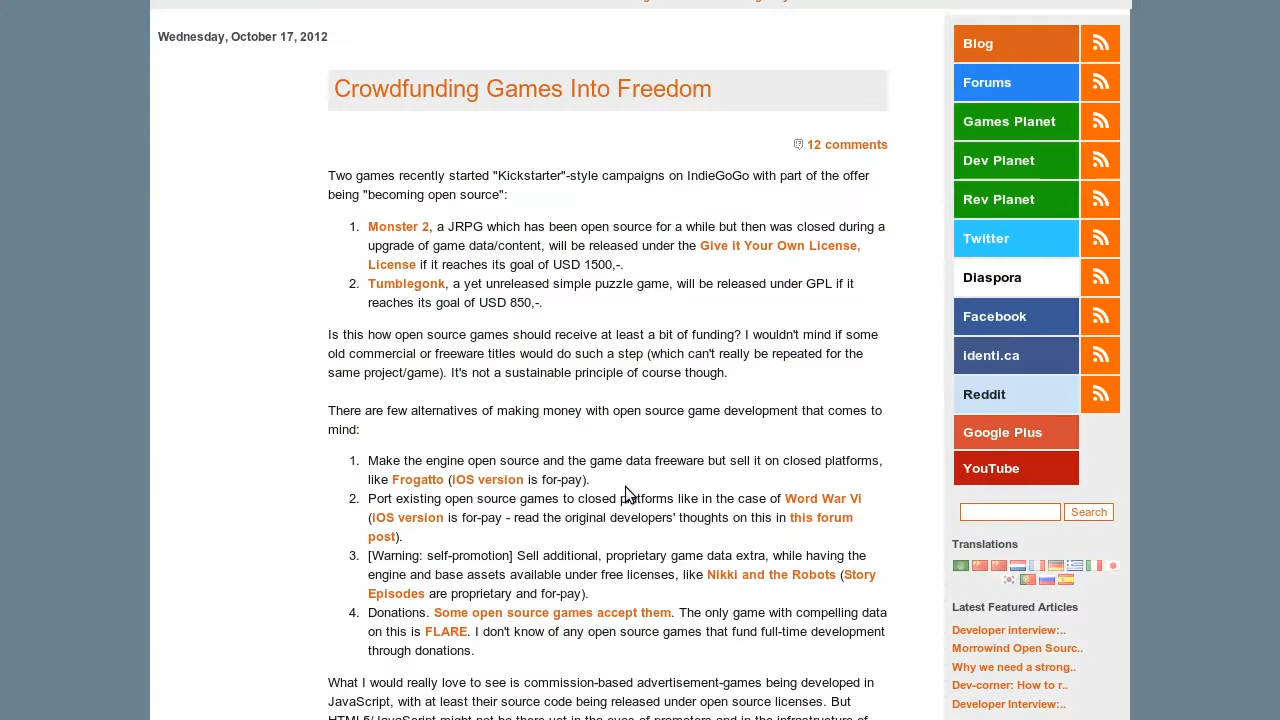 Wednesday, October 17, 2012
Crowdfunding Games Into Freedom
12 comments
Two games recently started "Kickstarter"-style campaigns on IndieGoGo with part of the offer
being "becoming open source":
1. Monster 2, a JRPG which has been open source for a while but then was closed during a
upgrade of game data/content, will be released under the Give it Your Own License,
License if it reaches its goal of USD 1500,-.
2. Tumblegonk, a yet unreleased simple puzzle game, will be released under GPL if it
reaches its goal of USD 850,-.
Is this how open source games should receive at least a bit of funding? I wouldn't mind if some
old commercial or freeware titles would do such a step (which can't really be repeated for the
same project/game). It's not a sustainable principle of course though.
There are few alternatives of making money with open source game development that comes to
mind:
1. Make the engine open source and the game data freeware but sell it on closed platforms,
like Frogatto (iOS version is for-pay).
2. Port existing open source games to closed platforms like in the case of Word War Vi
(iOS version is for-pay - read the original developers' thoughts on this in this forum
post).
3. [Warning: self-promotion] Sell additional, proprietary game data extra, while having the
engine and base assets available under free licenses, like Nikki and the Robots (Story
Episodes are proprietary and for-pay).
4. Donations. Some open source games accept them. The only game with compelling data
on this is FLARE. I don't know of any open source games that fund full-time development
through donations.
What I would really love to see is commission-based advertisement-games being developed in
JavaScript, with at least their source code being released under open source licenses. But
HTML5/JavaScript might not be there yet in the eyes of promoters and in the infrastructure of
Blog
Forums
Games Planet
Dev Planet
Rev Planet
Twitter
Diaspora
Facebook
identi.ca
Reddit
Google Plus
YouTube
Search
Translations
Latest Featured Articles
Developer interview:..
Morrowind Open Sourc..
Why we need a strong..
Dev-corner: How to r..
Developer Interview:..